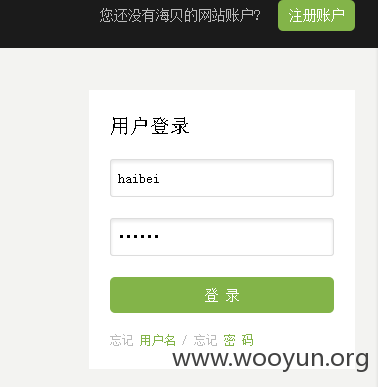 您还没有海贝的网站账户？ 注册账户
用户登录
haibei
••••••
登 录
忘记 用户名 / 忘记 密 码
www.wooyun.org